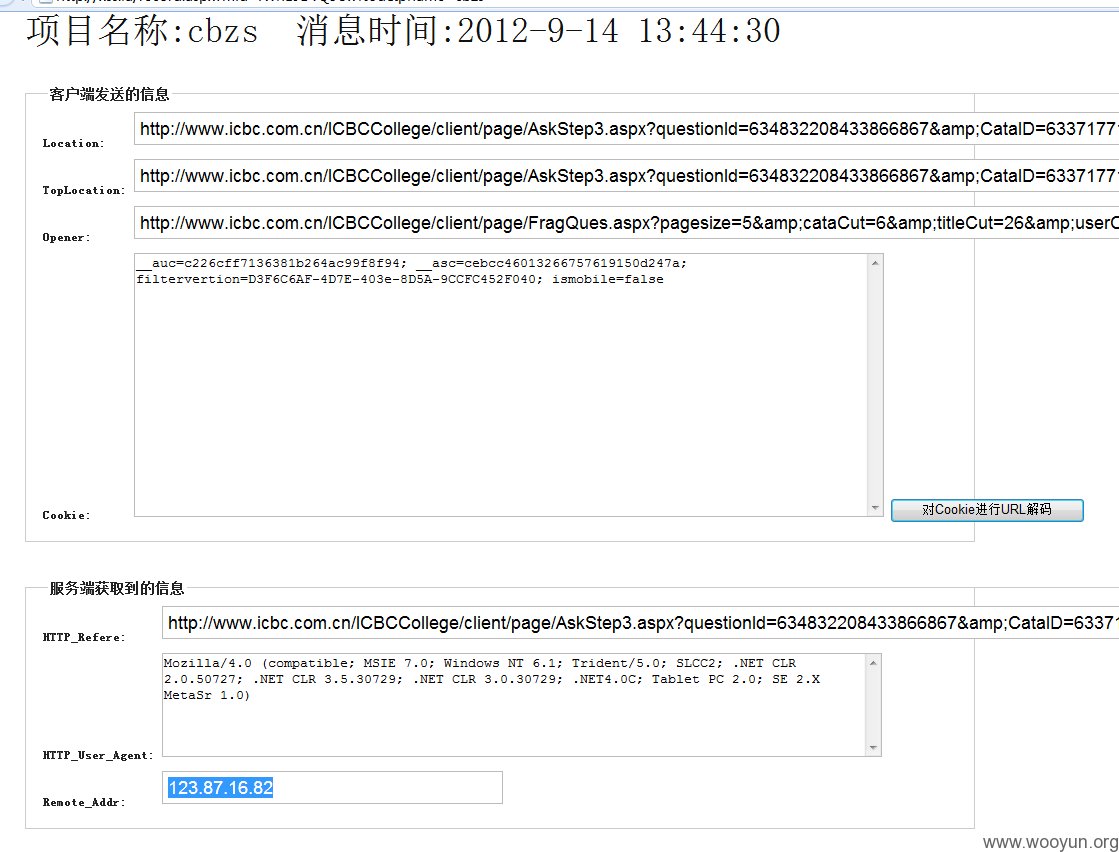 项目名称:cbzs 消息时间:2012-9-14 13:44:30
客户端发送的信息
Location: http://www.icbc.com.cn/ICBCCollege/client/page/AskStep3.aspx?questionId=634832208433866867&amp;CataID=6337177
TopLocation: http://www.icbc.com.cn/ICBCCollege/client/page/AskStep3.aspx?questionId=634832208433866867&amp;CataID=6337177
Opener: http://www.icbc.com.cn/ICBCCollege/client/page/FragQues.aspx?pagesize=5&amp;cataCut=6&amp;titleCut=26&amp;userC
__auc=c226cff7136381b264ac99f8f94; __asc=cebcc46013266757619150d247a;
filtervertion=D3F6C6AF-4D7E-403e-8D5A-9CCFC452F040; ismobile=false
Cookie: 对Cookie进行URL解码
服务端获取到的信息
HTTP_Refere: http://www.icbc.com.cn/ICBCCollege/client/page/AskStep3.aspx?questionId=634832208433866867&amp;CataID=63371
Mozilla/4.0 (compatible; MSIE 7.0; Windows NT 6.1; Trident/5.0; SLCC2; .NET CLR
2.0.50727; .NET CLR 3.5.30729; .NET CLR 3.0.30729; .NET4.0C; Tablet PC 2.0; SE 2.X
MetaSr 1.0)
HTTP_User_Agent:
Remote_Addr: 123.87.16.82
www.wooyun.org